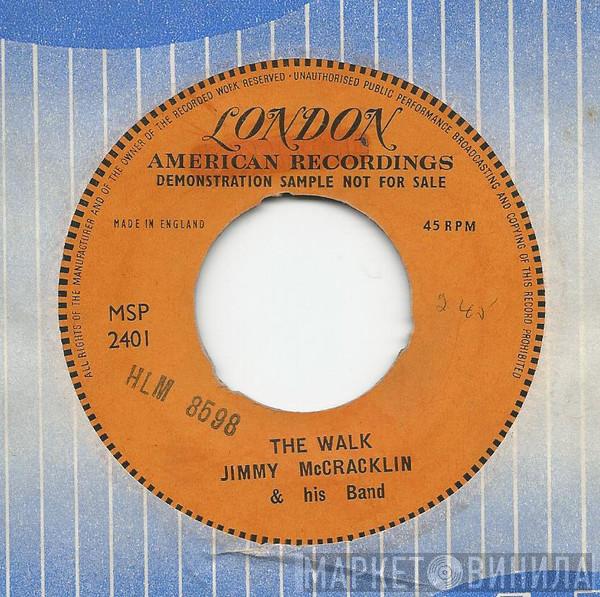 ALL RIGHTS OF THE MANUFACTURER AND OF THE OWNER OF THE RECORDED WORK RESERVED · UNAUTHORISED PUBLIC PERFORMANCE BROADCASTING AND COPYING OF THIS RECORD PROHIBITED
LONDON
AMERICAN RECORDINGS
DEMONSTRATION SAMPLE NOT FOR SALE
MADE IN ENGLAND
45 RPM
MSP
2401
HLM 8598
THE WALK
JIMMY McCRACKLIN
& his Band
МАРКЕТ ВИНИЛА